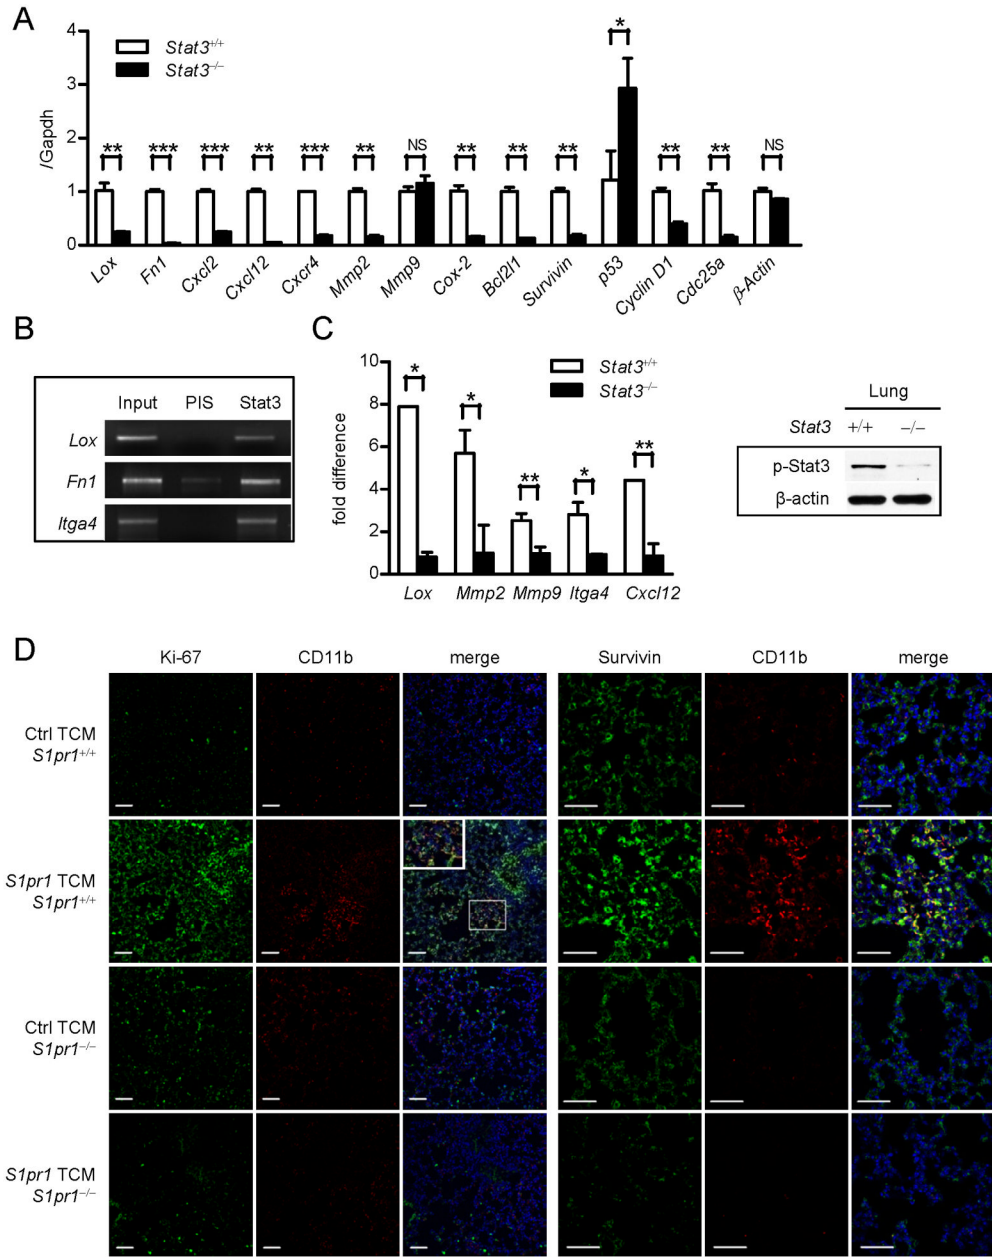 A
/Gapdh
4
3
2
1
0
Stat3+/+
Stat3–/–
** *** *** ** *** ** NS ** ** ** * ** ** NS
Lox Fn1 Cxcl2 Cxcl12 Cxcr4 Mmp2 Mmp9 Cox-2 Bcl2l1 Survivin p53 Cyclin D1 Cdc25a β-Actin
B
Input PIS Stat3
Lox
Fn1
Itga4
C
fold difference
10
8
6
4
2
0
Stat3+/+
Stat3–/–
* * ** * **
Lox Mmp2 Mmp9 Itga4 Cxcl12
Lung
Stat3 +/+ –/–
p-Stat3
β-actin
D
Ki-67 CD11b merge Survivin CD11b merge
Ctrl TCM
S1pr1+/+
S1pr1 TCM
S1pr1+/+
Ctrl TCM
S1pr1–/–
S1pr1 TCM
S1pr1–/–